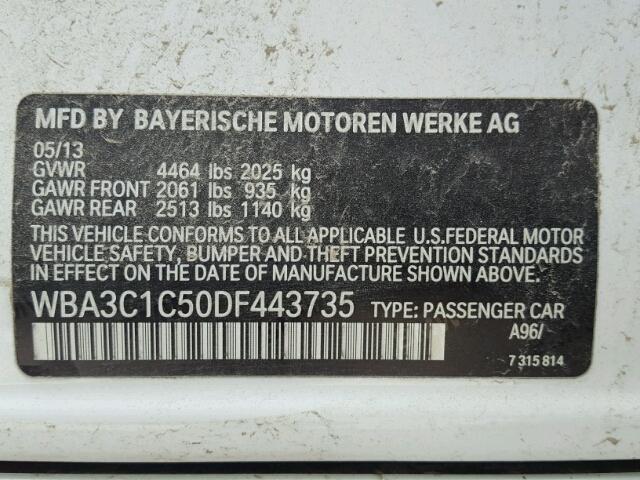 MFD BY BAYERISCHE MOTOREN WERKE AG
05/13
GVWR 4464 lbs 2025 kg
GAWR FRONT 2061 lbs 935 kg
GAWR REAR 2513 lbs 1140 kg
THIS VEHICLE CONFORMS TO ALL APPLICABLE U.S.FEDERAL MOTOR
VEHICLE SAFETY, BUMPER AND THEFT PREVENTION STANDARDS
IN EFFECT ON THE DATE OF MANUFACTURE SHOWN ABOVE.
WBA3C1C50DF443735 TYPE: PASSENGER CAR
A96/
7 315 814